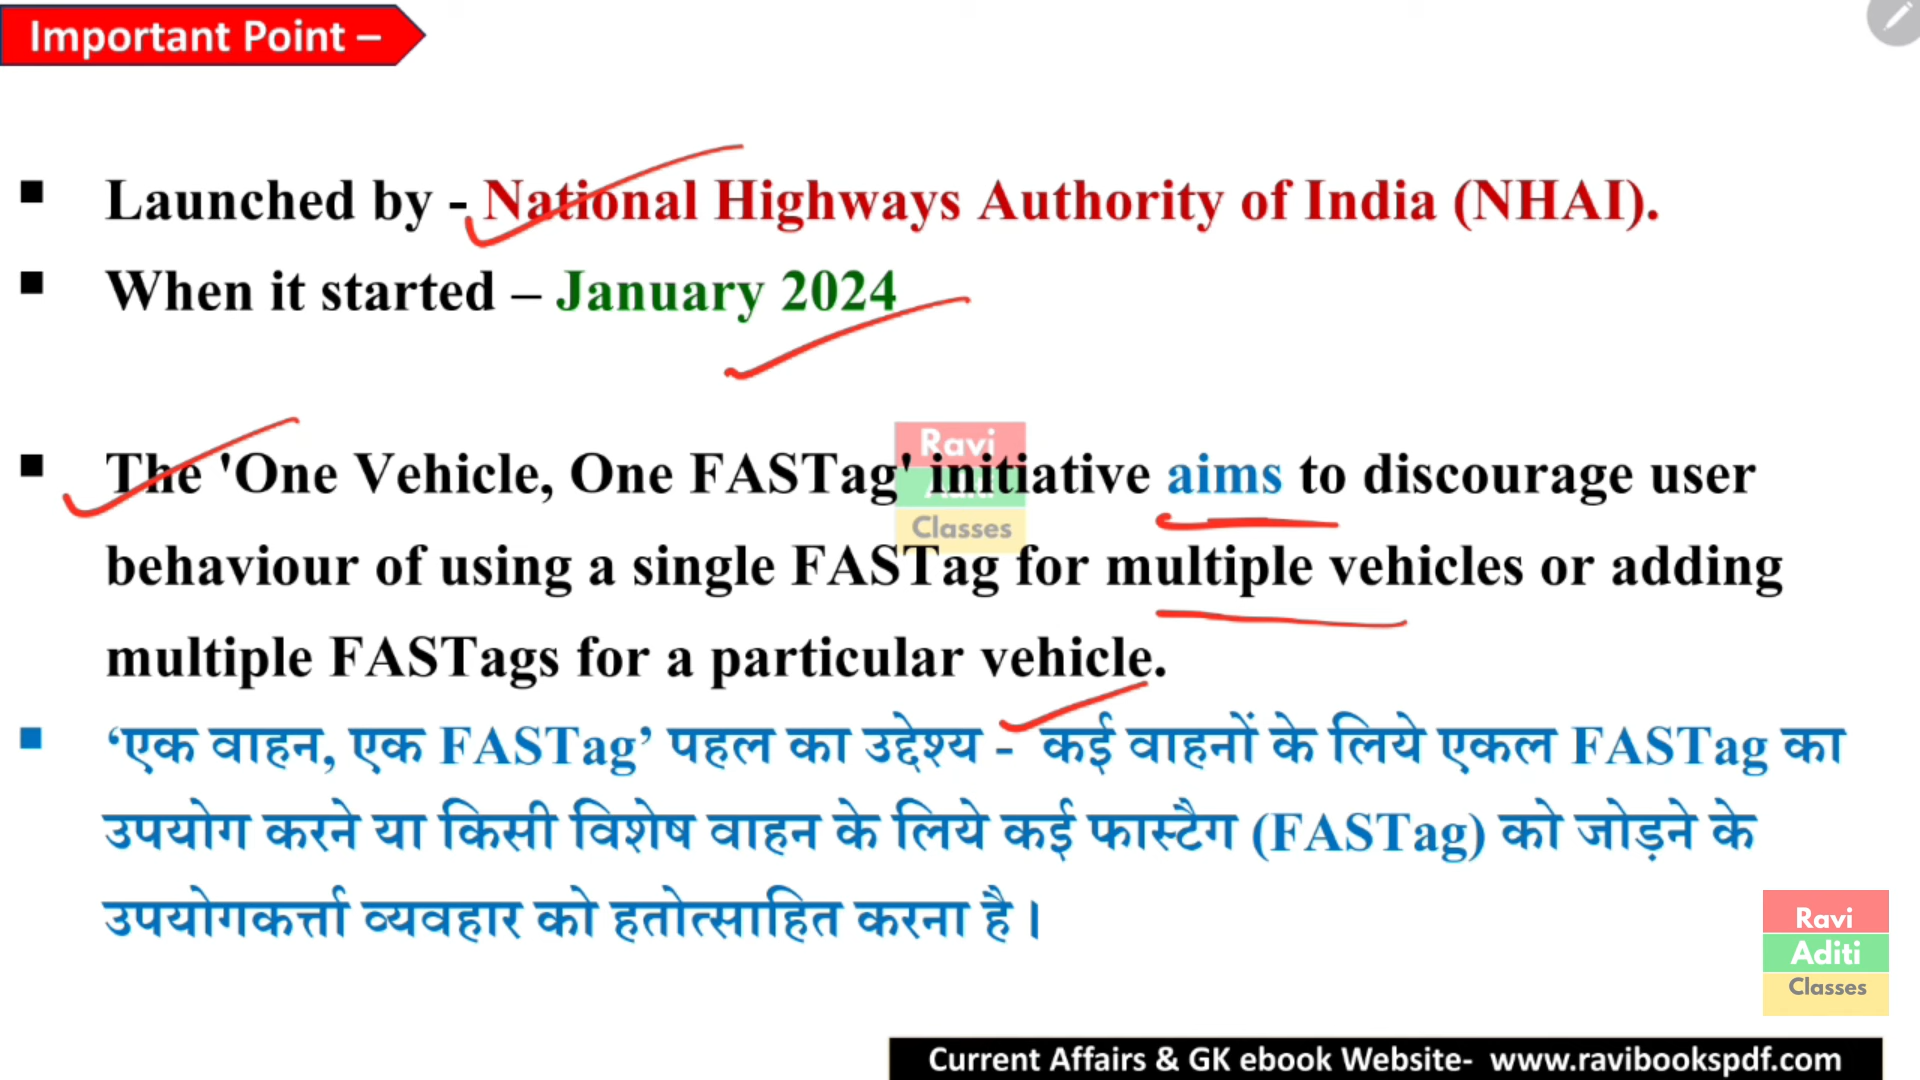 Important Point –
▪ Launched by - National Highways Authority of India (NHAI).
▪ When it started – January 2024
▪ The 'One Vehicle, One FASTag' initiative aims to discourage user
behaviour of using a single FASTag for multiple vehicles or adding
multiple FASTags for a particular vehicle.
▪ ‘एक वाहन, एक FASTag’ पहल का उद्देश्य - कई वाहनों के लिये एकल FASTag का
उपयोग करने या किसी विशेष वाहन के लिये कई फास्टैग (FASTag) को जोड़ने के
उपयोगकर्त्ता व्यवहार को हतोत्साहित करना है।
Ravi
Aditi
Classes
Ravi
Aditi
Classes
Current Affairs & GK ebook Website- www.ravibookspdf.com